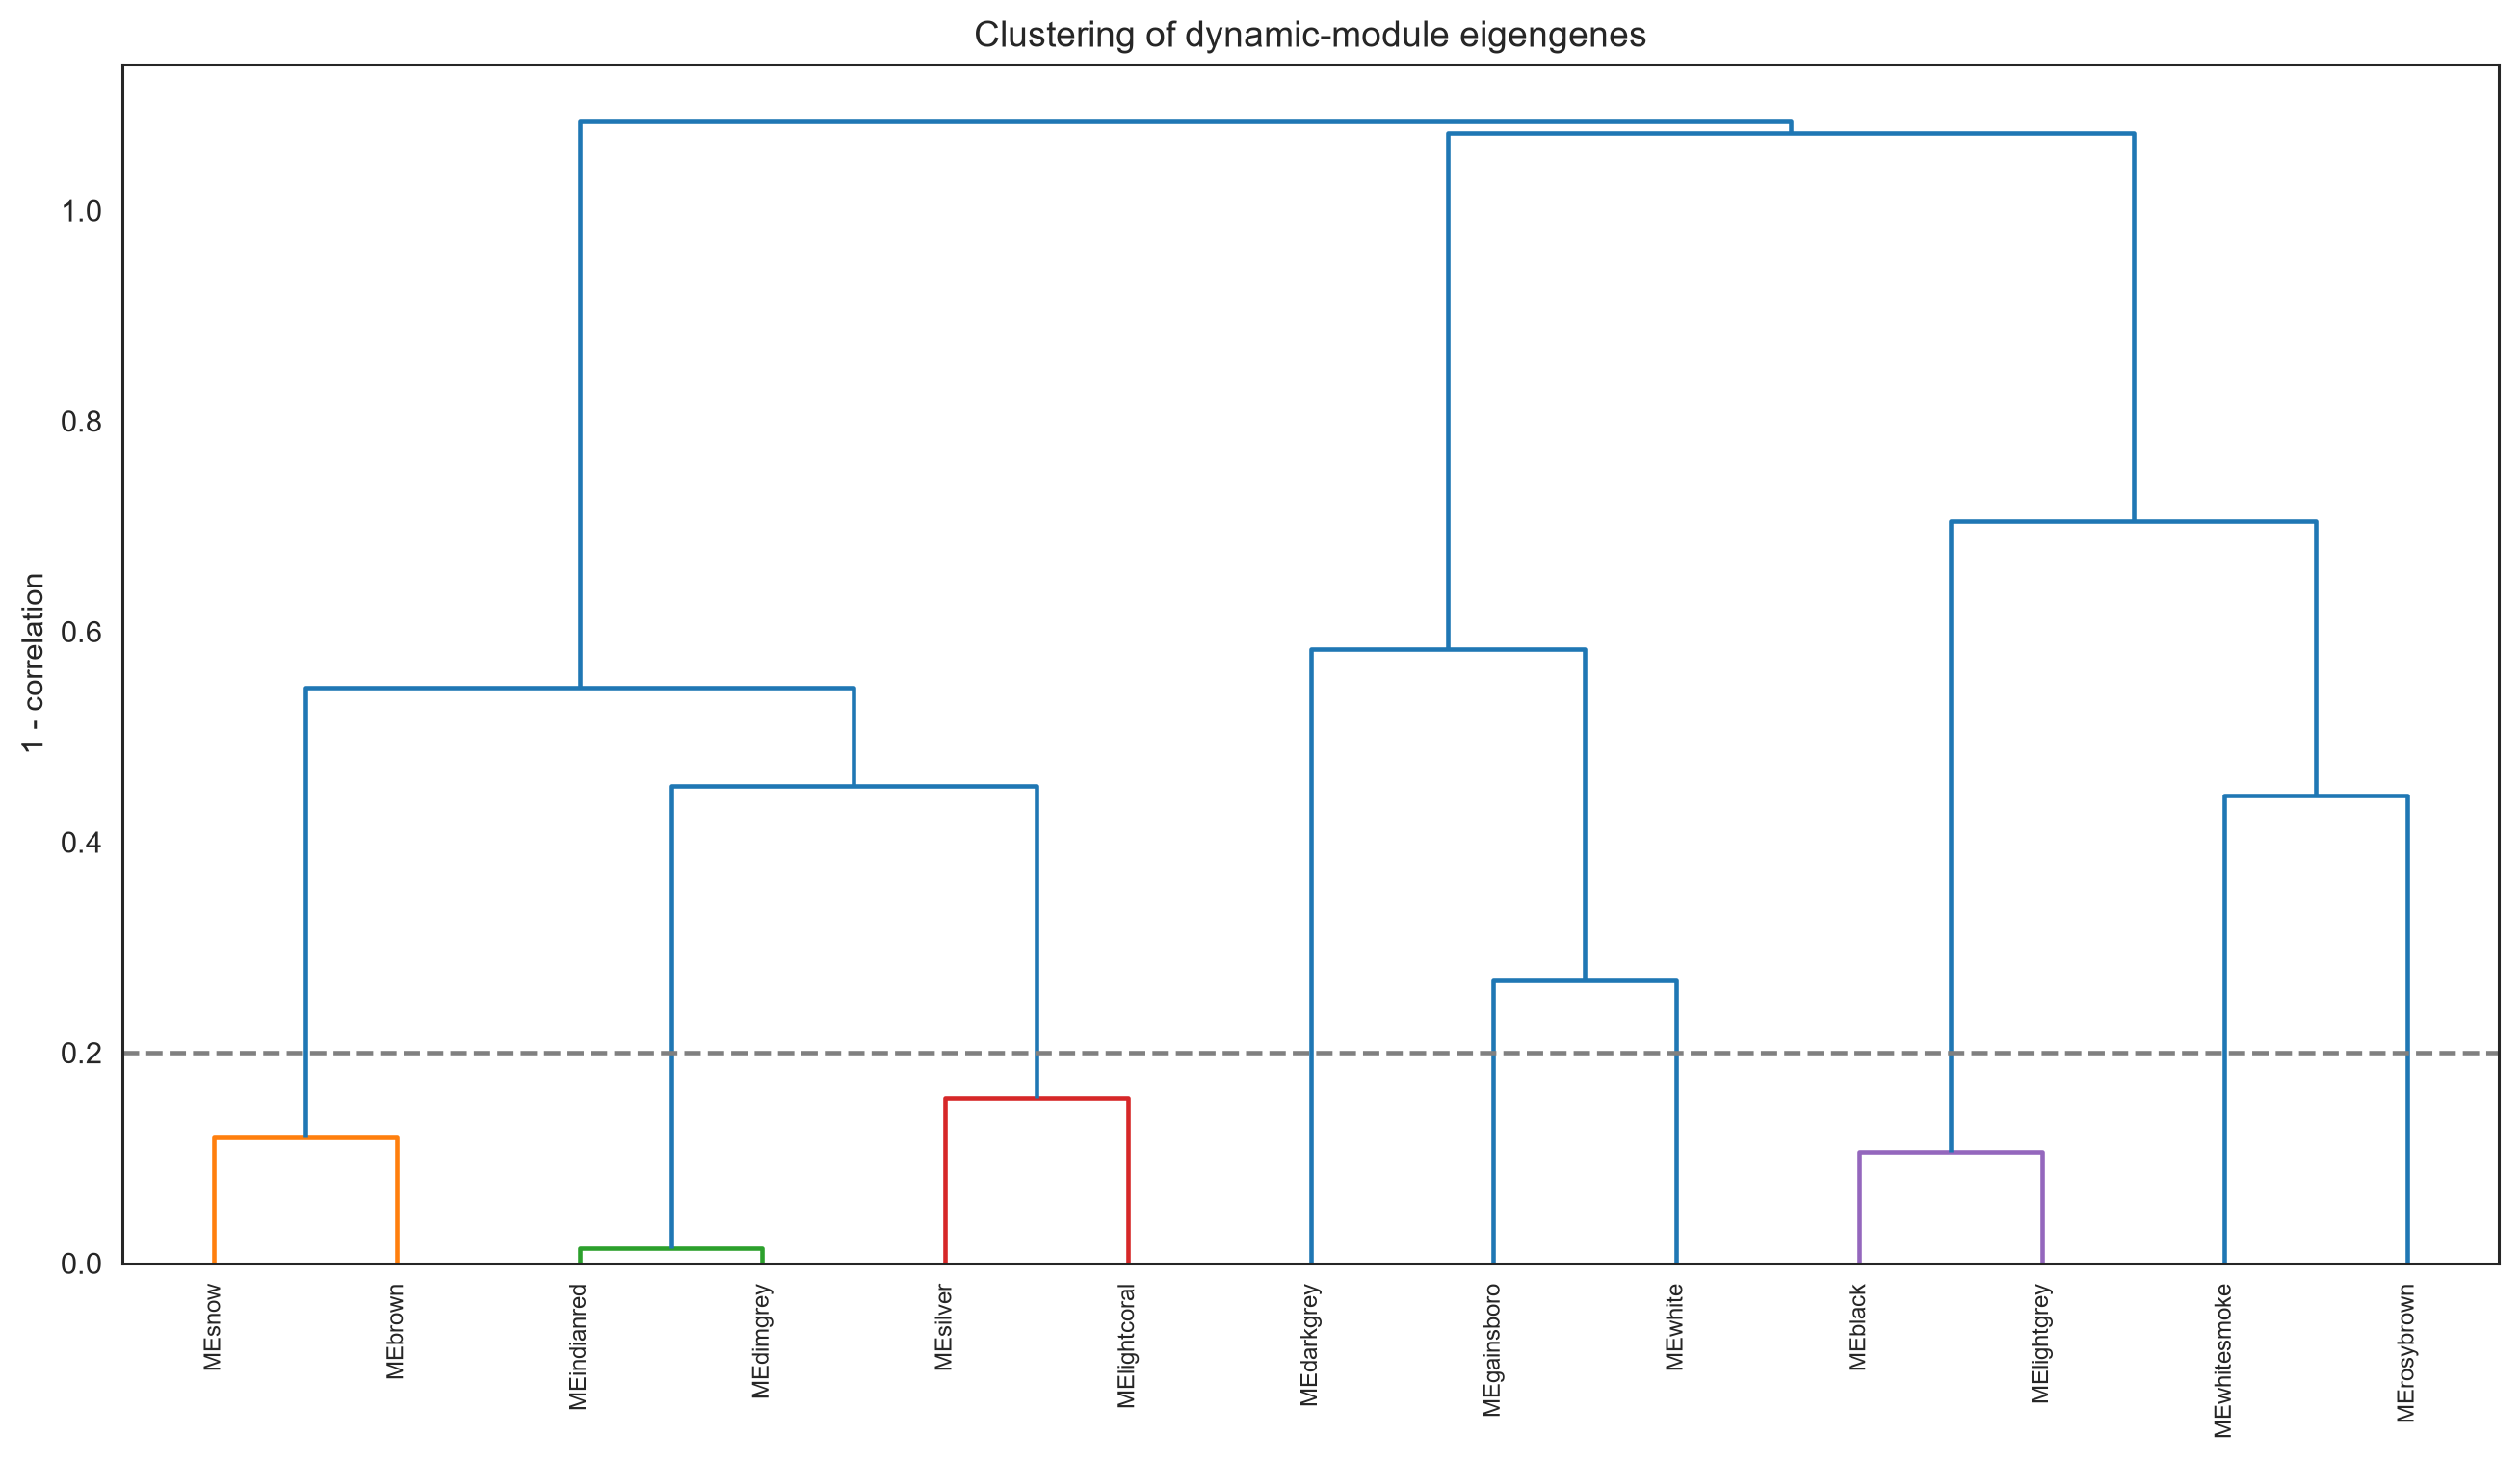 Clustering of dynamic-module eigengenes
1 - correlation
1.0
0.8
0.6
0.4
0.2
0.0
MEsnow
MEbrown
MEindianred
MEdimgrey
MEsilver
MElightcoral
MEdarkgrey
MEgainsboro
MEwhite
MEblack
MElightgrey
MEwhitesmoke
MErosybrown